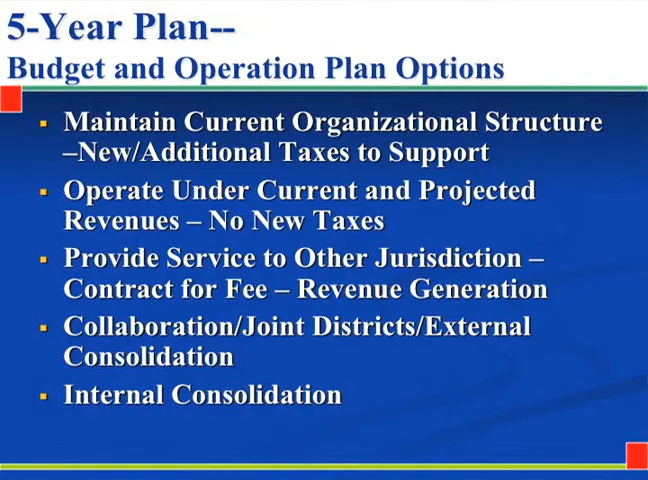 5-Year Plan--
Budget and Operation Plan Options
Maintain Current Organizational Structure
–New/Additional Taxes to Support
Operate Under Current and Projected
Revenues – No New Taxes
Provide Service to Other Jurisdiction –
Contract for Fee – Revenue Generation
Collaboration/Joint Districts/External
Consolidation
Internal Consolidation